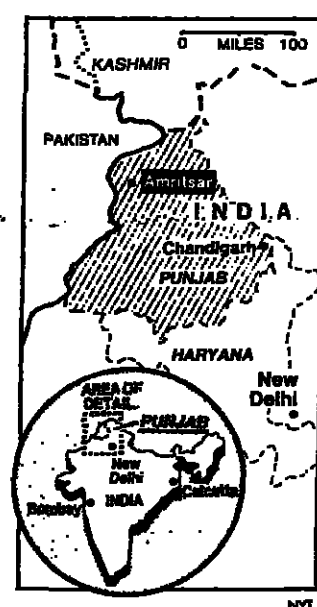 0 MILES 100
KASHMIR
PAKISTAN
Amritsar
INDIA
Chandigarh
PUNJAB
HARYANA
New
Delhi
AREA OF
DETAIL
PUNJAB
New
Delhi
INDIA
Bombay
Calcutta
NYT